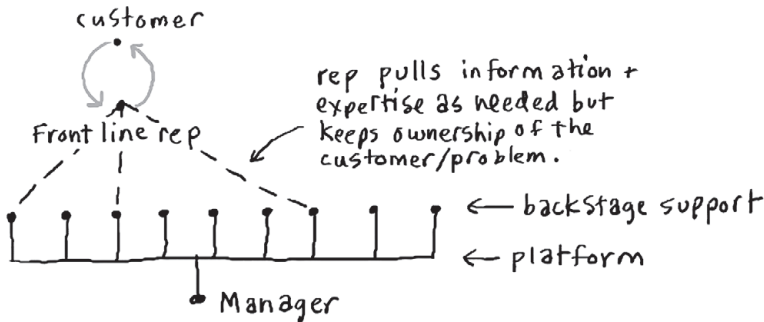 customer
rep pulls information +
expertise as needed but
keeps ownership of the
customer/problem.
Front line rep
backstage support
platform
Manager